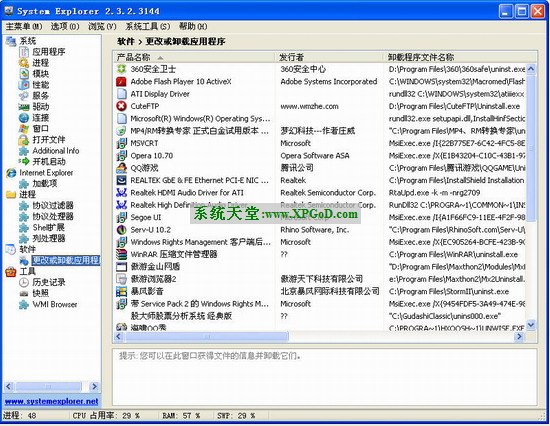 System Explorer 2.3.2.3144
主菜单(M) 选项(O) 浏览(V) 系统工具(S) 帮助(H)
系统
应用程序
进程
模块
性能
服务
驱动
连接
窗口
打开文件
Additional Info
开机启动
Internet Explorer
加载项
进程
协议过滤器
协议处理器
Shell扩展
列处理器
软件
更改或卸载应用程序
工具
历史记录
快照
WMI Browser
www.systemexplorer.net
软件 > 更改或卸载应用程序
产品名称 发行者 卸载程序文件名称
360安全卫士 360安全中心 D:\Program Files\360\360safe\uninst.exe
Adobe Flash Player 10 ActiveX Adobe Systems Incorporated C:\WINDOWS\system32\Macromed\Flash
ATI Display Driver rundll32 C:\WINDOWS\system32\atiiiexx
CuteFTP www.wmzhe.com D:\Program Files\CuteFTP\Uninstall.exe
Microsoft(R) Windows(R) Operating Sys... rundll32.exe setupapi.dll,InstallHinfSection
MP4/RM转换专家 正式白金试用版本 ... 梦幻科技---作者庄威 "C:\Program Files\MP4、RM转换专家\un
MSVCRT Microsoft MsiExec.exe /I{22B775E7-6C42-4FC5-8E
Opera 10.70 Opera Software ASA MsiExec.exe /X{E1B43204-C10C-43B1-97
QQ游戏 腾讯公司 C:\Program Files\腾讯游戏\QQGAME\Unin
REALTEK GbE & FE Ethernet PCI-E NIC ... Realtek C:\Program Files\InstallShield Installation
Realtek HDMI Audio Driver for ATI Realtek Semiconductor Corp. RtaUpd.exe -k -m -nrg2709
Realtek High Definition Audio Driver Realtek Semiconductor Corp. RunDll32 C:\PROGRA~1\COMMON~1\INS
Segoe UI MsiExec.exe /I{A1F66FC9-11EE-4F2F-98
Serv-U 10.2 RhinoSoft.com "C:\Program Files\RhinoSoft.com\Serv-U
Windows Rights Management 客户端后... Microsoft MsiExec.exe /X{EC905264-BCFE-423B-9C
WinRAR 压缩文件管理器 ?? C:\Program Files\WinRAR\uninstall.exe
傲游金山网盾 "C:\Program Files\Maxthon2\Modules\Mx
傲游浏览器2 傲游天下科技有限公司 C:\Program Files\Maxthon2\Mx2Uninstall
暴风影音 北京暴风网际科技有限公司 C:\Program Files\StormII\uninst.exe
带 Service Pack 2 的 Windows Rights M... Microsoft MsiExec.exe /X{9454FDF5-3A49-474E-98
股大师股票分析系统 经典版 ?? "C:\GudashiClassic\unins000.exe"
海啸QQ秀 ?? C:\PROGRA~1\HXQQSH~1\UNWISE.EX
系统天堂:www.XPGoD.com
提示: 您可以在此窗口获得文件的信息并卸载它们。
进程: 48 CPU 占用率: 29 % RAM: 57 % SWP: 29 %